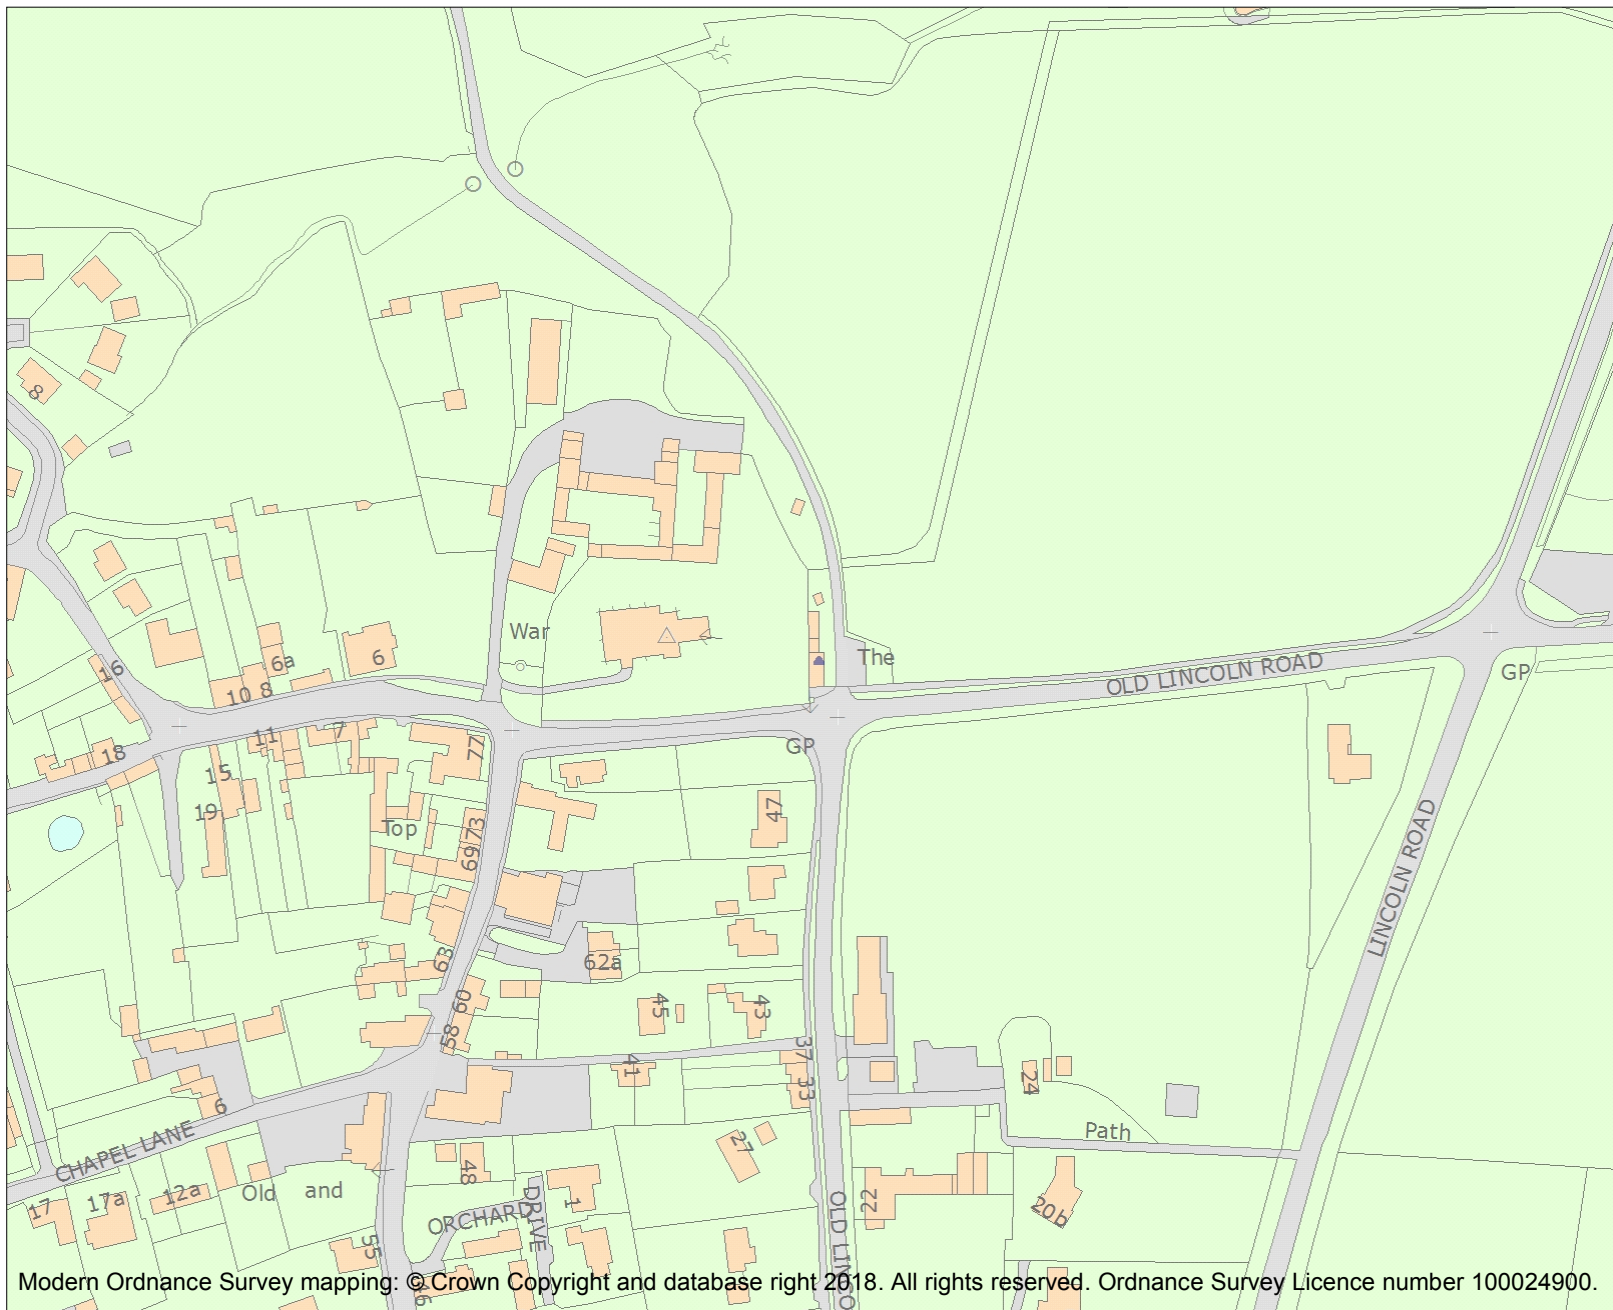 8
War
6a
6
The
16
10 8
OLD LINCOLN ROAD
GP
11
7
77
GP
18
15
19
Top
73
69
47
LINCOLN ROAD
63
62a
60
58
45
43
37
41
33
24
6
CHAPEL LANE
Path
27
48
17
17a
12a
Old and
ORCHARD
DRIVE
1
22
20b
55
OLD LINCO
46
Modern Ordnance Survey mapping: © Crown Copyright and database right 2018. All rights reserved. Ordnance Survey Licence number 100024900.